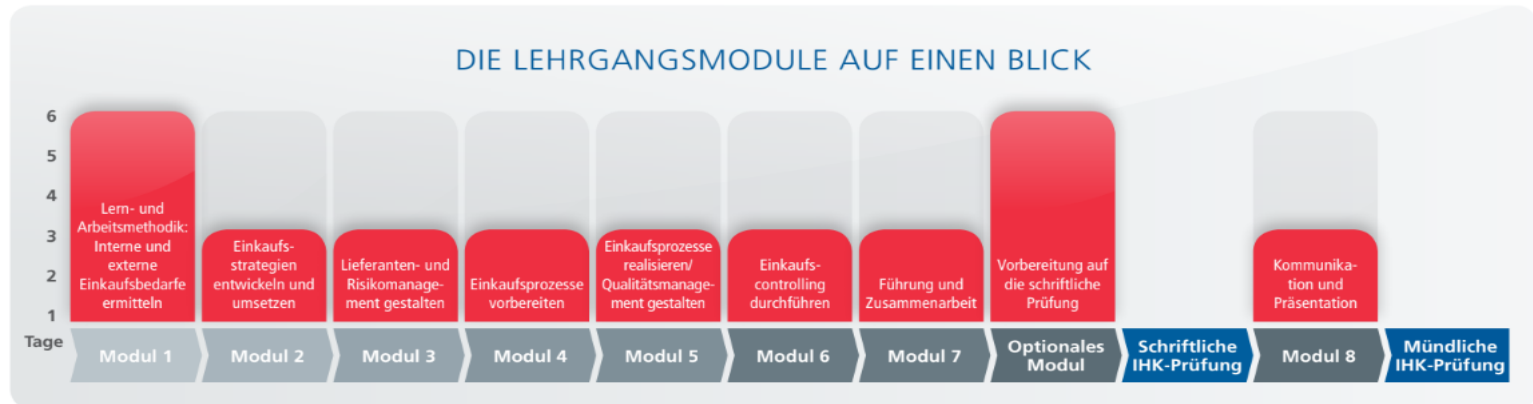 DIE LEHRGANGSMODULE AUF EINEN BLICK
6
5
4
3
2
1
Tage
Lern- und
Arbeitsmethodik:
Interne und
externe
Einkaufsbedarfe
ermitteln
Einkaufs-
strategien
entwickeln und
umsetzen
Lieferanten- und
Risikomanage-
ment gestalten
Einkaufsprozesse
vorbereiten
Einkaufsprozesse
realisieren/
Qualitätsmanage-
ment gestalten
Einkaufs-
controlling
durchführen
Führung und
Zusammenarbeit
Vorbereitung auf
die schriftliche
Prüfung
Kommunika-
tion und
Präsentation
Modul 1
Modul 2
Modul 3
Modul 4
Modul 5
Modul 6
Modul 7
Optionales
Modul
Schriftliche
IHK-Prüfung
Modul 8
Mündliche
IHK-Prüfung